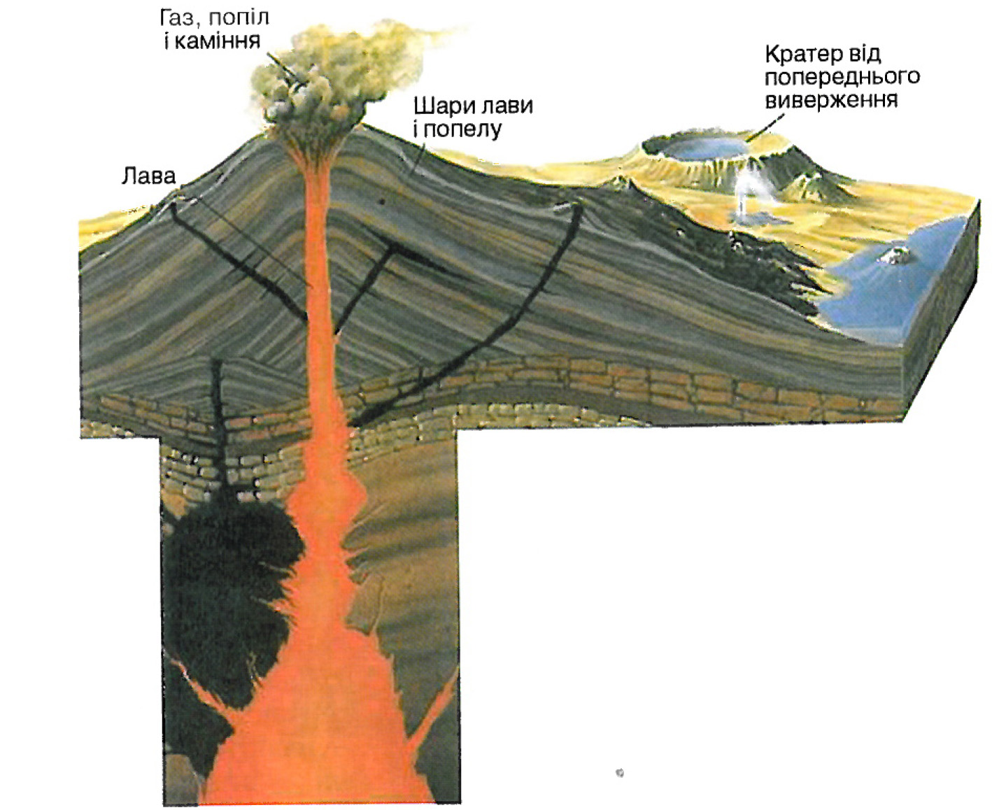 Газ, попіл
і каміння
Кратер від
попереднього
виверження
Шари лави
і попелу
Лава